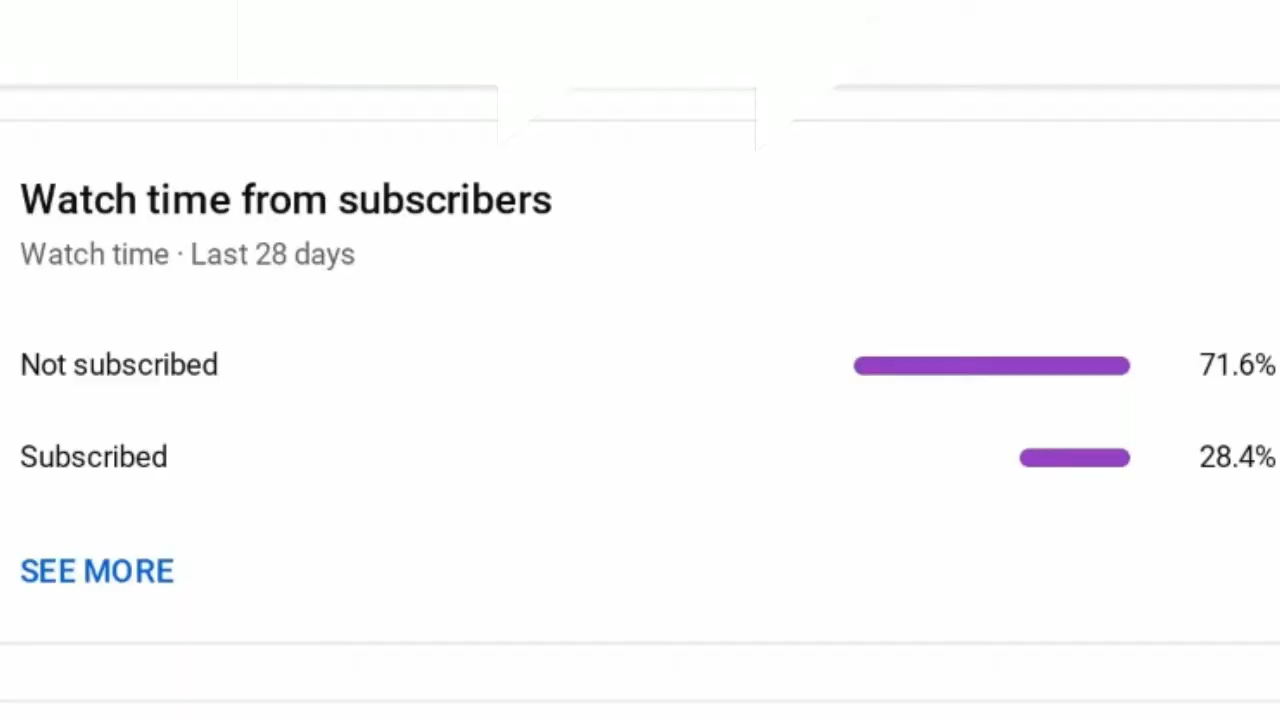 Watch time from subscribers
Watch time · Last 28 days
Not subscribed 71.6%
Subscribed 28.4%
SEE MORE